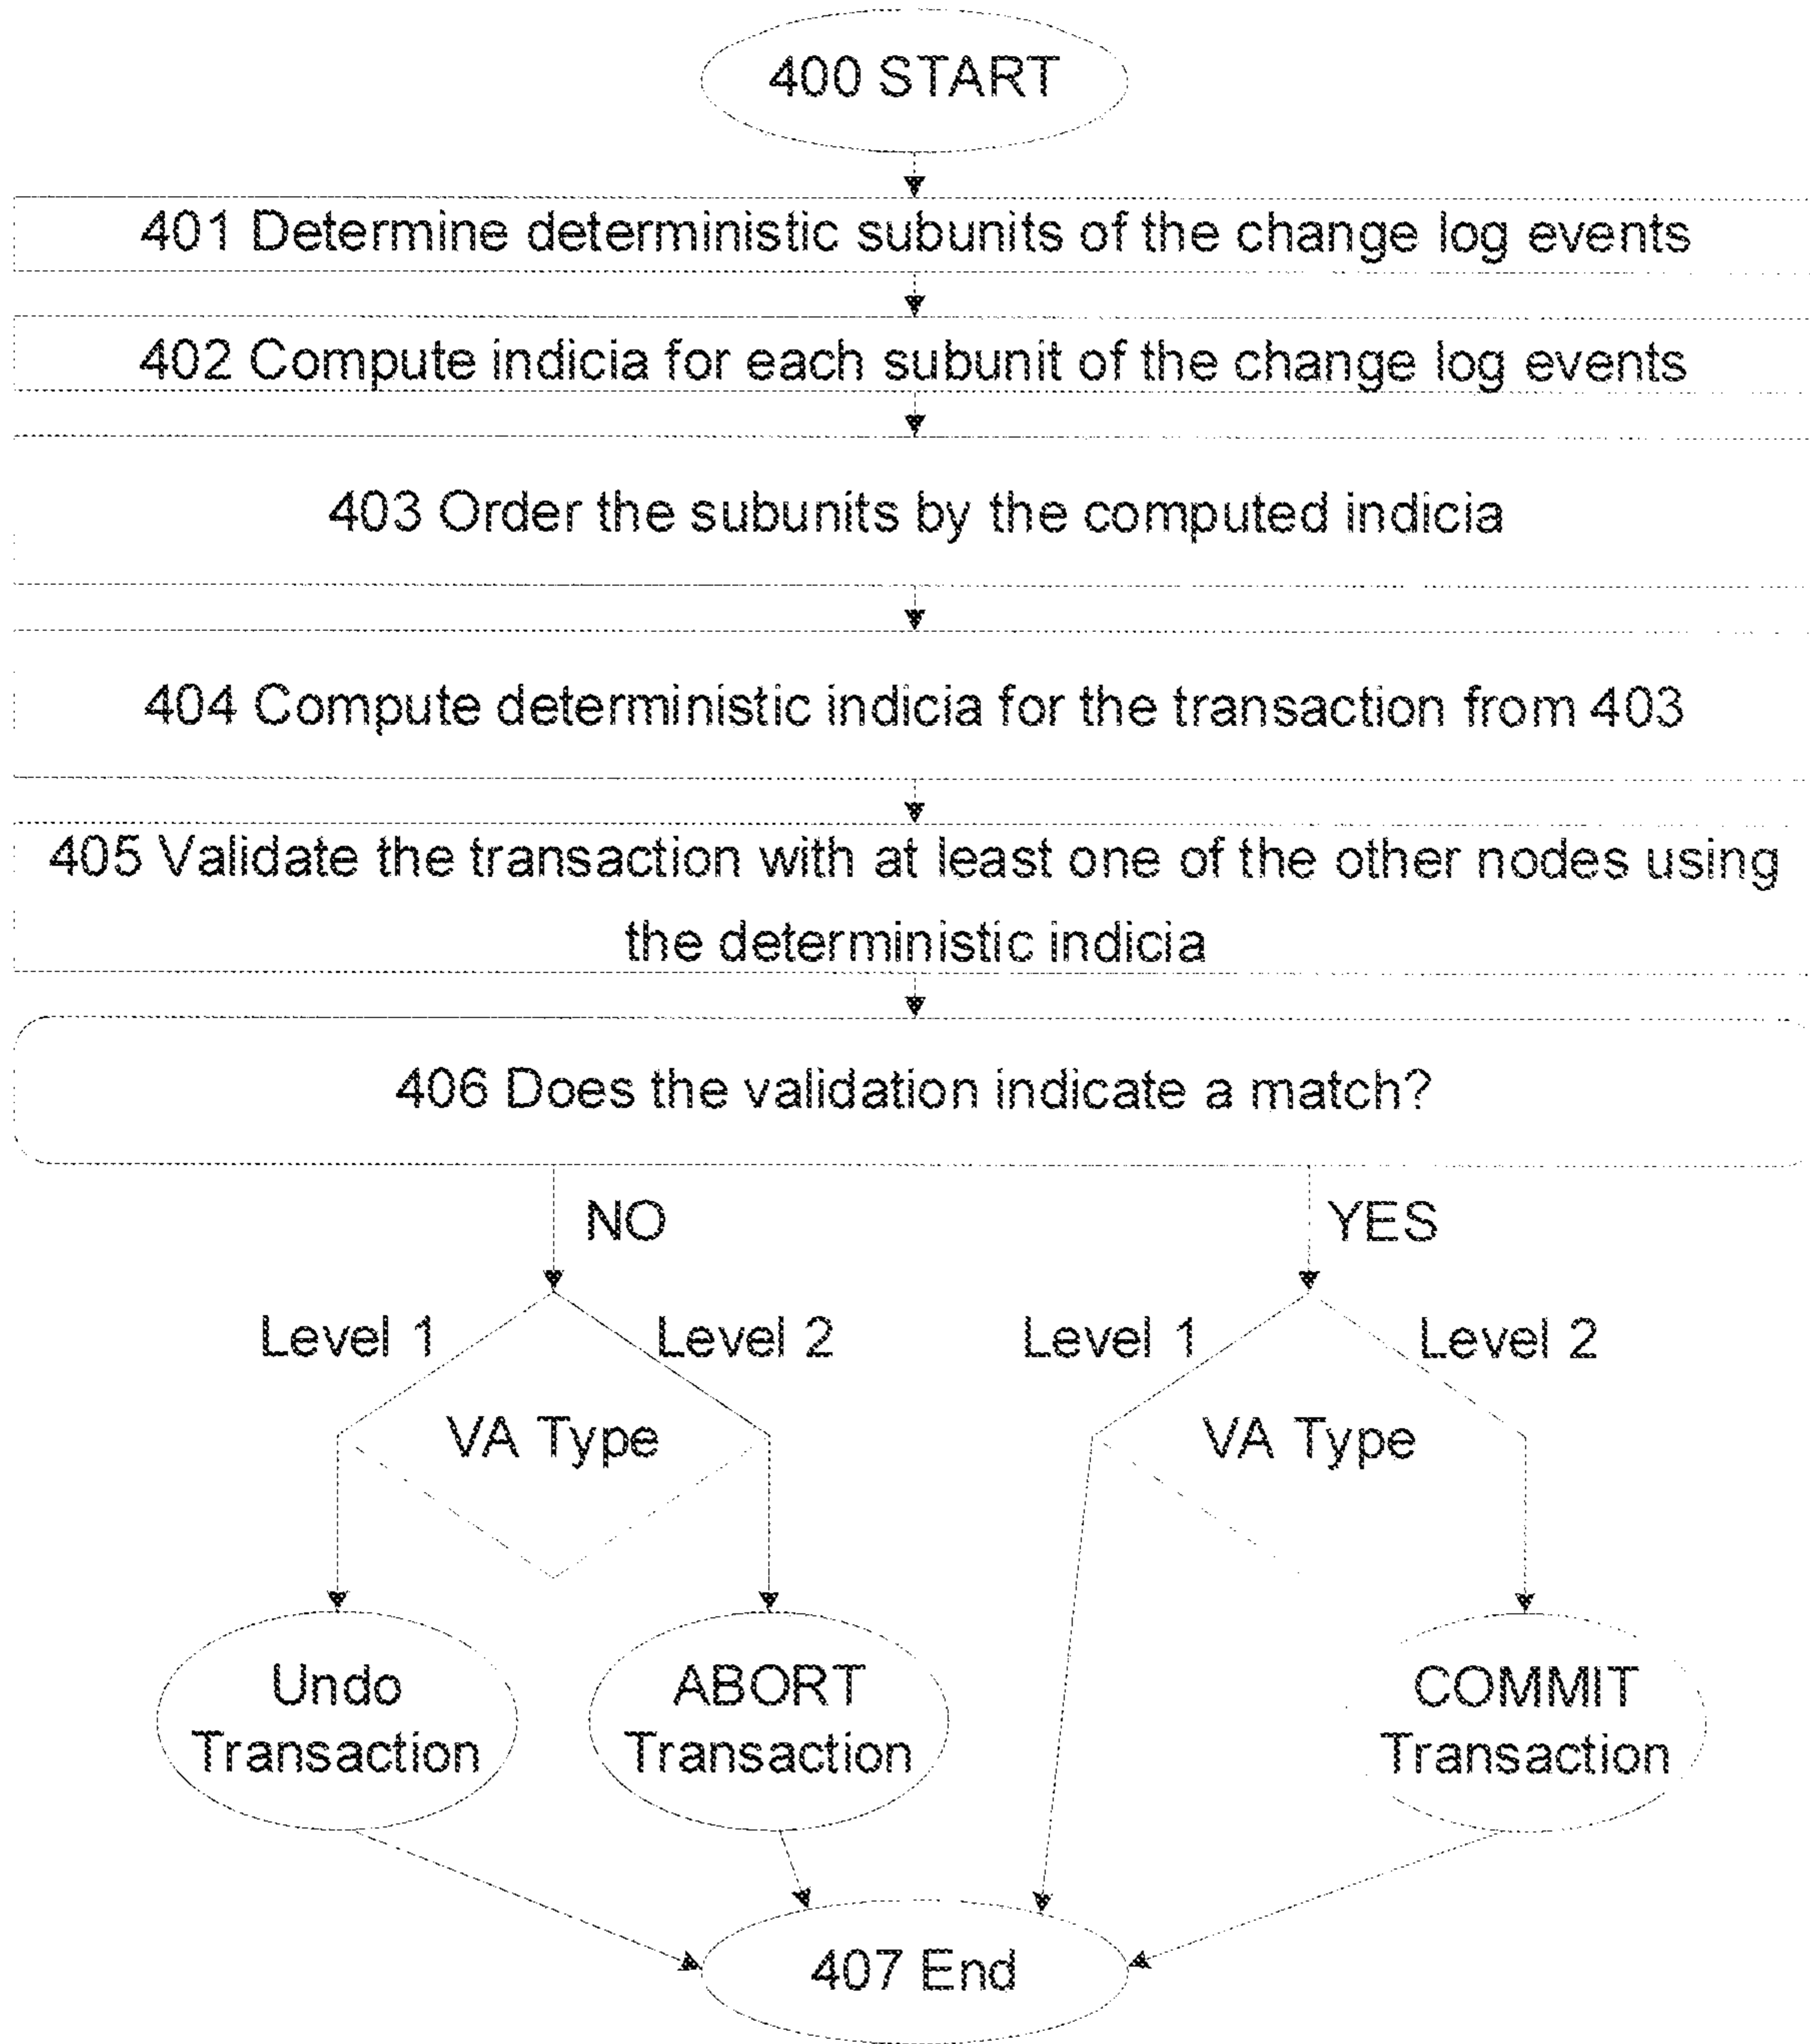 400 START
401 Determine deterministic subunits of the change log events
402 Compute indicia for each subunit of the change log events
403 Order the subunits by the computed indicia
404 Compute deterministic indicia for the transaction from 403
405 Validate the transaction with at least one of the other nodes using
the deterministic indicia
406 Does the validation indicate a match?
NO
YES
Level 1
Level 2
Level 1
Level 2
VA Type
VA Type
Undo
Transaction
ABORT
Transaction
COMMIT
Transaction
407 End